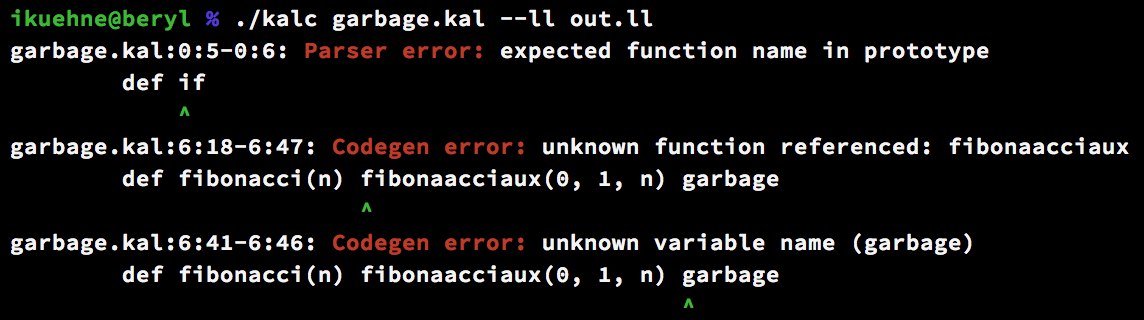 ikuehne@beryl % ./kalc garbage.kal --ll out.ll
garbage.kal:0:5-0:6: Parser error: expected function name in prototype
def if
^
garbage.kal:6:18-6:47: Codegen error: unknown function referenced: fibonaacciaux
def fibonacci(n) fibonaacciaux(0, 1, n) garbage
^
garbage.kal:6:41-6:46: Codegen error: unknown variable name (garbage)
def fibonacci(n) fibonaacciaux(0, 1, n) garbage
^